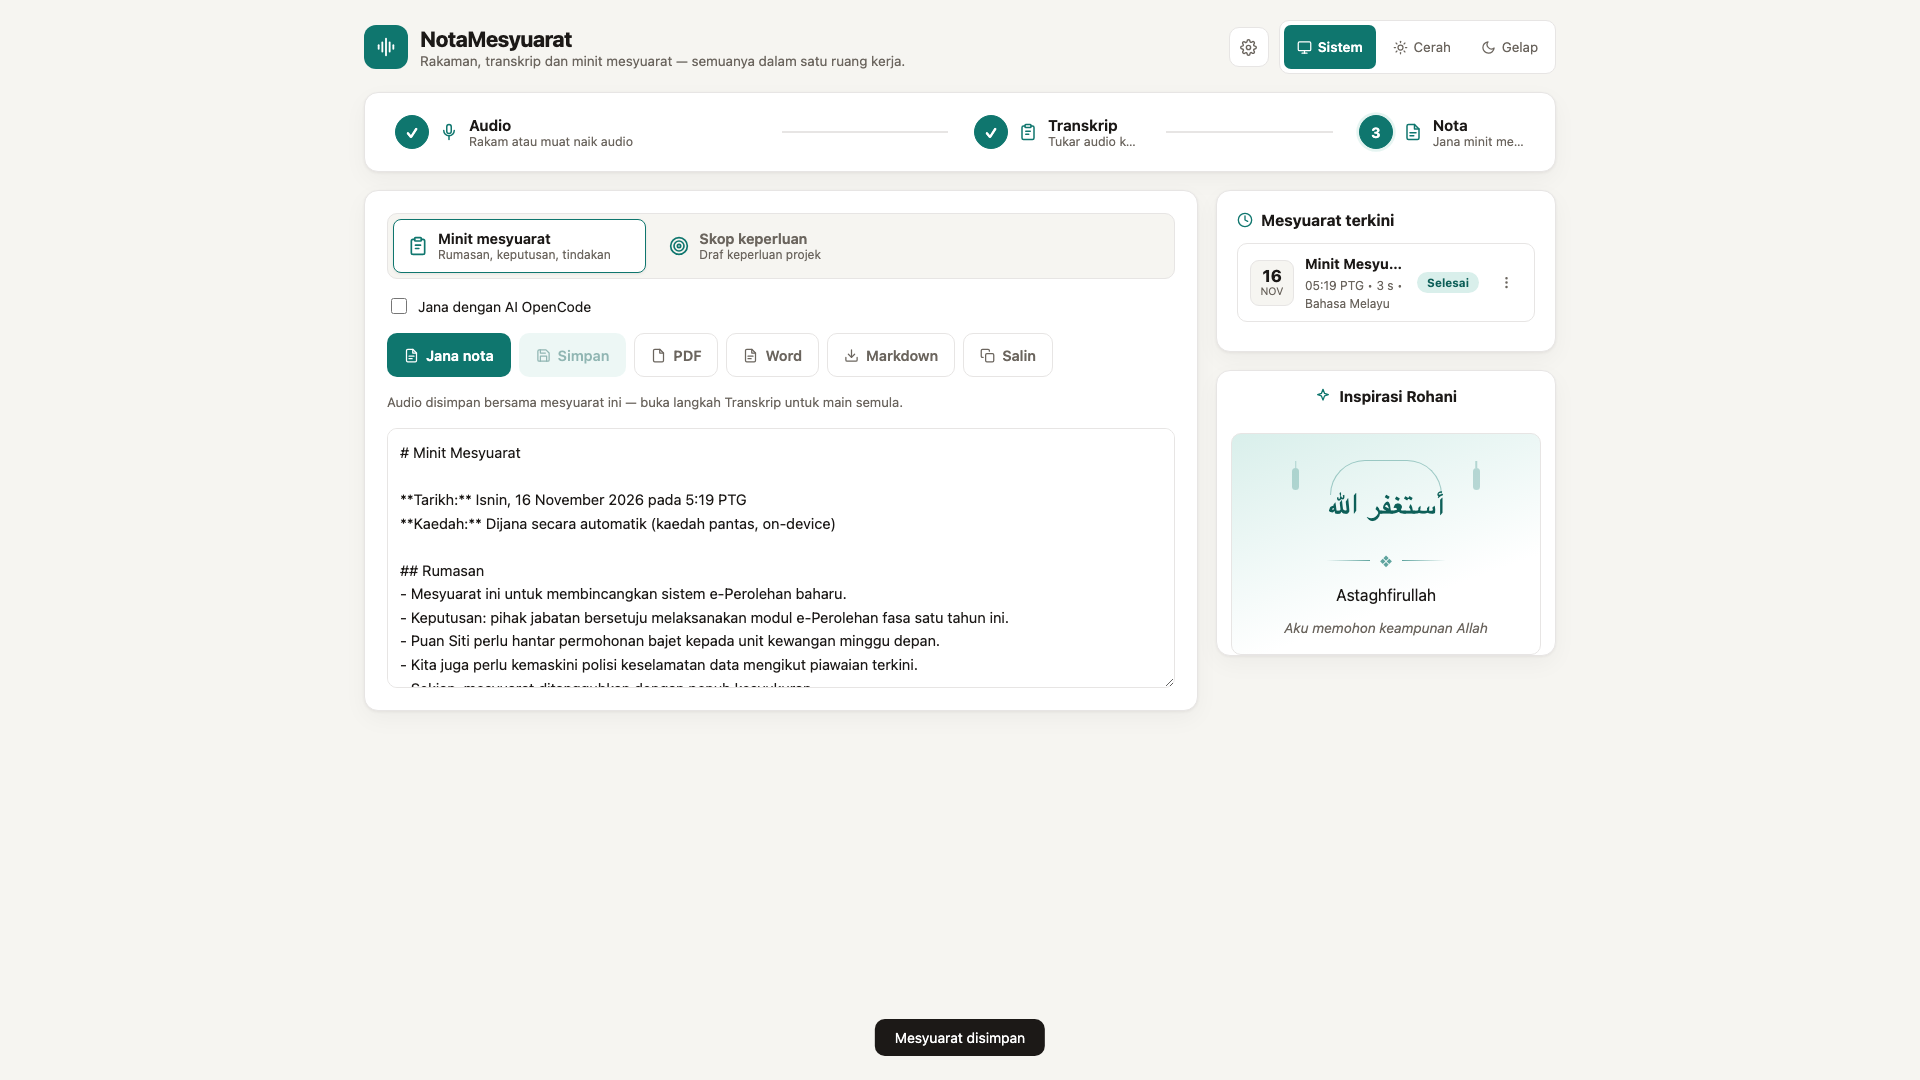 NotaMesyuarat
Rakaman, transkrip dan minit mesyuarat — semuanya dalam satu ruang kerja.
Sistem
Cerah
Gelap
Audio
Rakam atau muat naik audio
Transkrip
Tukar audio k...
3
Nota
Jana minit me...
Minit mesyuarat
Rumasan, keputusan, tindakan
Skop keperluan
Draf keperluan projek
Jana dengan AI OpenCode
Jana nota
Simpan
PDF
Word
Markdown
Salin
Audio disimpan bersama mesyuarat ini — buka langkah Transkrip untuk main semula.
# Minit Mesyuarat
**Tarikh:** Isnin, 16 November 2026 pada 5:19 PTG
**Kaedah:** Dijana secara automatik (kaedah pantas, on-device)
## Rumasan
- Mesyuarat ini untuk membincangkan sistem e-Perolehan baharu.
- Keputusan: pihak jabatan bersetuju melaksanakan modul e-Perolehan fasa satu tahun ini.
- Puan Siti perlu hantar permohonan bajet kepada unit kewangan minggu depan.
- Kita juga perlu kemaskini polisi keselamatan data mengikut piawaian terkini.
- Sekian, mesyuarat ditangguhkan dengan penuh kesyukuran.
Mesyuarat terkini
16
NOV
Minit Mesyu...
05:19 PTG • 3 s •
Bahasa Melayu
Selesai
Inspirasi Rohani
أستغفر الله
Astaghfirullah
Aku memohon keampunan Allah
Mesyuarat disimpan